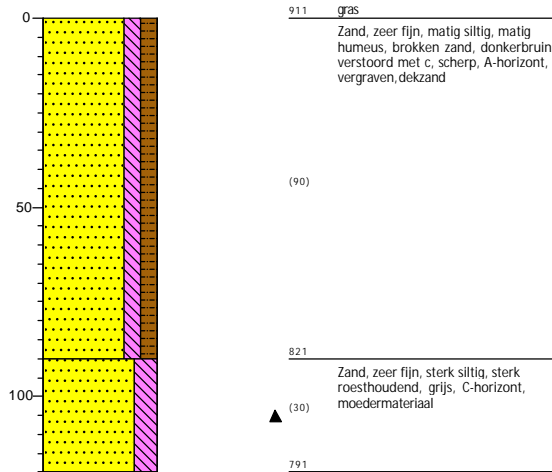 0
911 gras
Zand, zeer fijn, matig siltig, matig
humeus, brokken zand, donkerbruin,
verstoord met c, scherp, A-horizont,
vergraven, dekzand
(90)
50
821
Zand, zeer fijn, sterk siltig, sterk
roesthoudend, grijs, C-horizont,
moedermateriaal
100
(30)
791